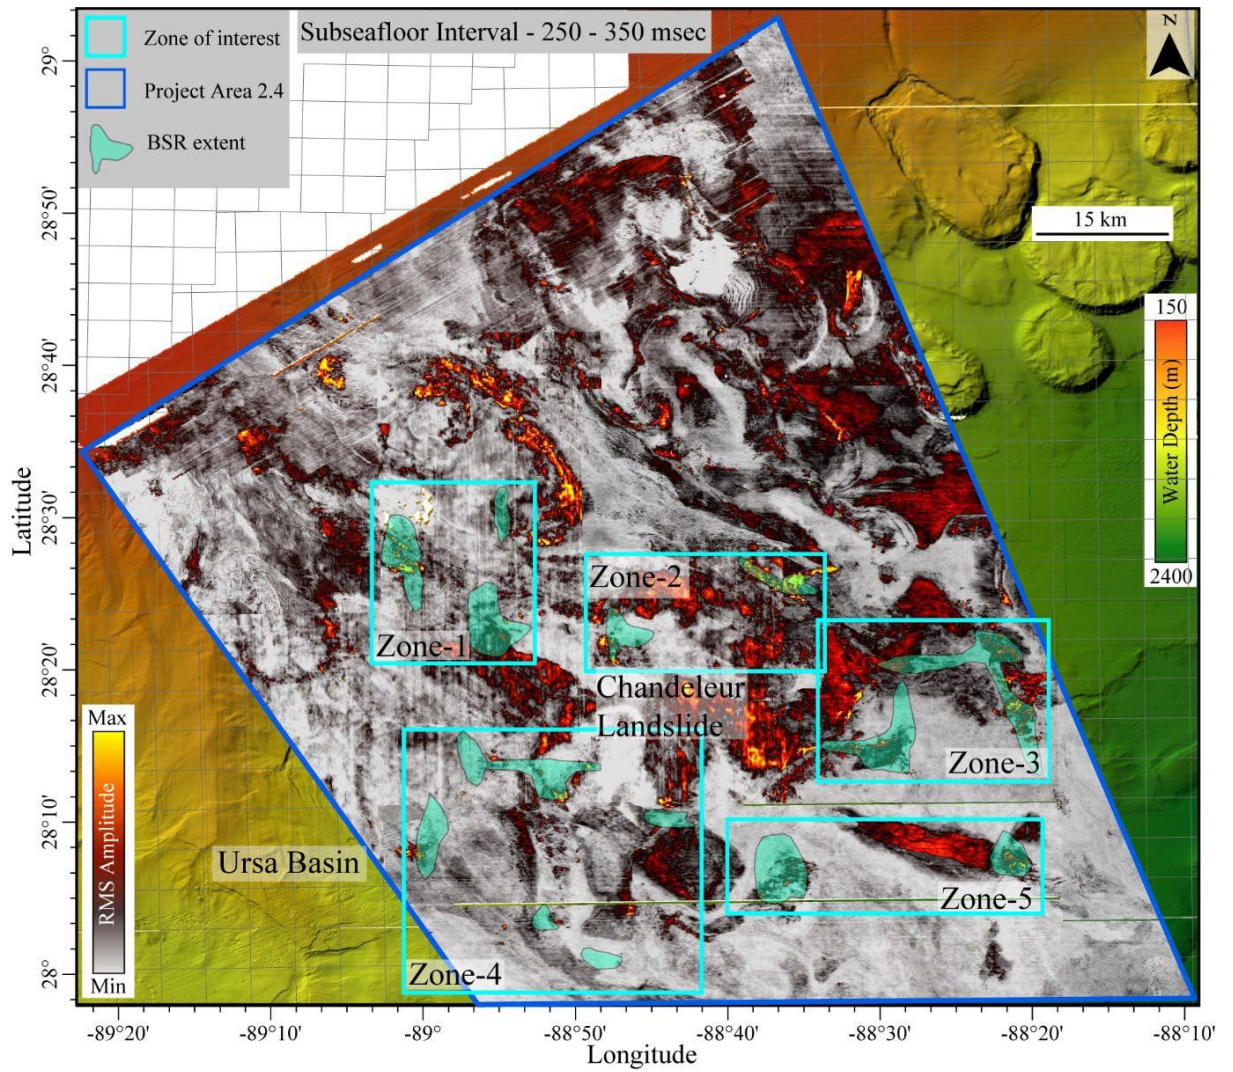 Zone of interest
Project Area 2.4
BSR extent
Subseafloor Interval - 250 - 350 msec
N
15 km
150
Water Depth (m)
2400
29°
28°50'
28°40'
28°30'
28°20'
28°10'
28°
Latitude
Zone-1
Zone-2
Chandeleur
Landslide
Zone-3
Zone-4
Zone-5
Ursa Basin
Max
RMS Amplitude
Min
-89°20'
-89°10'
-89°
-88°50'
-88°40'
-88°30'
-88°20'
-88°10'
Longitude